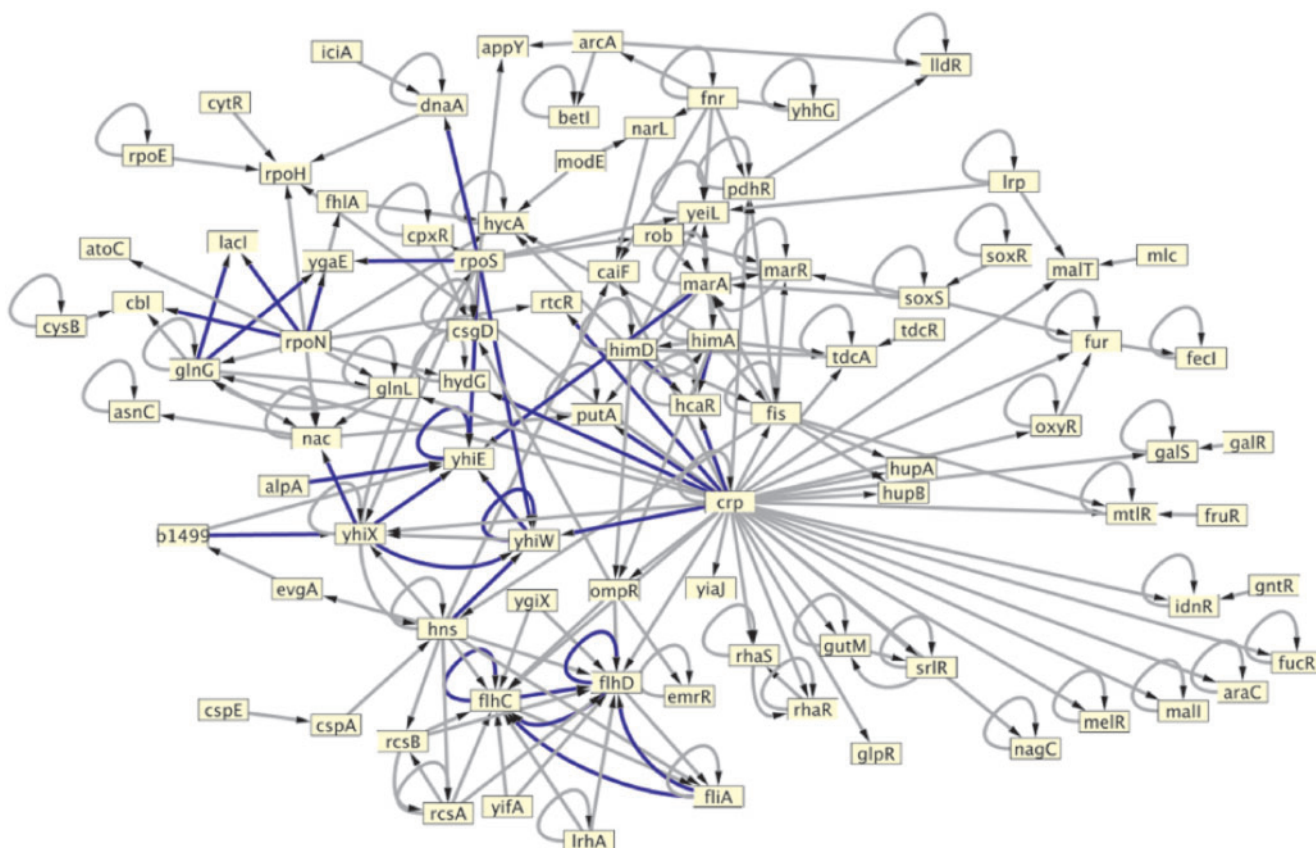 iciA
appY
arcA
lldR
cytR
dnaA
betI
fnr
yhhG
narL
rpoE
rpoH
modE
pdhR
lrp
fhlA
hycA
yeiL
atoC
lacI
cpxR
rob
soxR
mlc
ygaE
rpoS
caiF
marR
malT
marA
soxS
cbl
rtcR
cysB
csgD
tdcR
rpoN
himD
himA
tdcA
fur
fecI
glnG
glnL
hydG
asnC
putA
hcaR
fis
oxyR
nac
galS
galR
yhiE
hupA
alpA
hupB
crp
mtlR
fruR
b1499
yhiX
yhiW
evgA
ygiX
ompR
yiaJ
gntR
idnR
hns
rhaS
gutM
srlR
fucR
flhD
flhC
emrR
araC
cspE
cspA
rhaR
malI
melR
rcsB
nagC
glpR
fliA
rcsA
yifA
lrhA